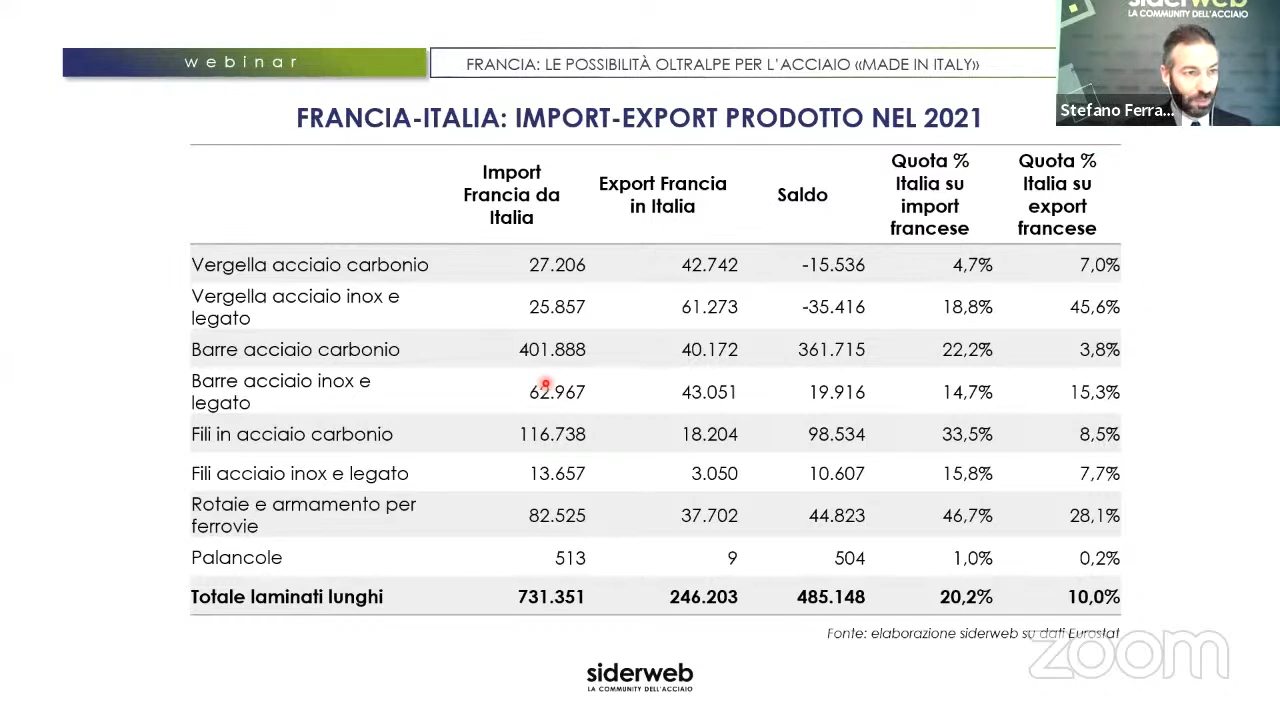 siderweb
LA COMMUNITY DELL'ACCIAIO
webinar
FRANCIA: LE POSSIBILITÀ OLTRALPE PER L'ACCIAIO «MADE IN ITALY»
Stefano Ferra...
FRANCIA-ITALIA: IMPORT-EXPORT PRODOTTO NEL 2021
Import Francia da Italia Export Francia in Italia Saldo Quota % Italia su import francese Quota % Italia su export francese
Vergella acciaio carbonio 27.206 42.742 -15.536 4,7% 7,0%
Vergella acciaio inox e legato 25.857 61.273 -35.416 18,8% 45,6%
Barre acciaio carbonio 401.888 40.172 361.715 22,2% 3,8%
Barre acciaio inox e legato 62.967 43.051 19.916 14,7% 15,3%
Fili in acciaio carbonio 116.738 18.204 98.534 33,5% 8,5%
Fili acciaio inox e legato 13.657 3.050 10.607 15,8% 7,7%
Rotaie e armamento per ferrovie 82.525 37.702 44.823 46,7% 28,1%
Palancole 513 9 504 1,0% 0,2%
Totale laminati lunghi 731.351 246.203 485.148 20,2% 10,0%
Fonte: elaborazione siderweb su dati Eurostat
zoom
siderweb
LA COMMUNITY DELL'ACCIAIO